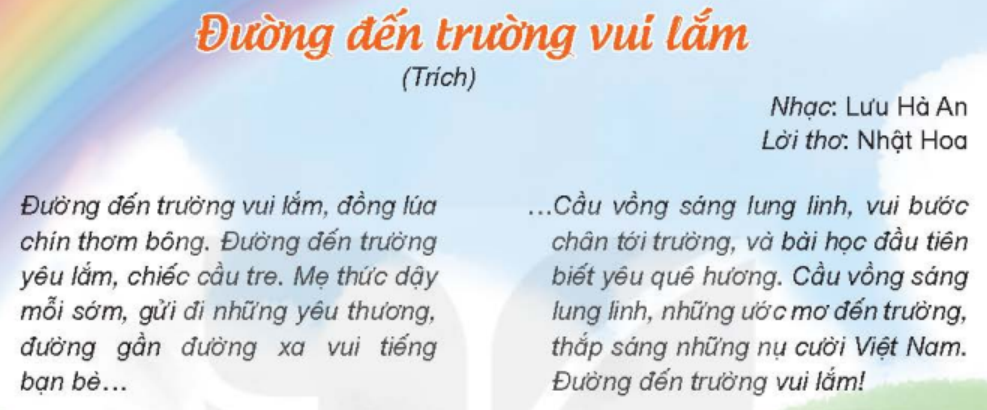 Đường đến trường vui lắm
(Trích)
Nhạc: Lưu Hà An
Lời thơ: Nhật Hoa
Đường đến trường vui lắm, đồng lúa
chín thơm bông. Đường đến trường
yêu lắm, chiếc cầu tre. Mẹ thức dậy
mỗi sớm, gửi đi những yêu thương,
đường gần đường xa vui tiếng
bạn bè...
...Cầu vồng sáng lung linh, vui bước
chân tới trường, và bài học đầu tiên
biết yêu quê hương. Cầu vồng sáng
lung linh, những ước mơ đến trường,
thắp sáng những nụ cười Việt Nam.
Đường đến trường vui lắm!